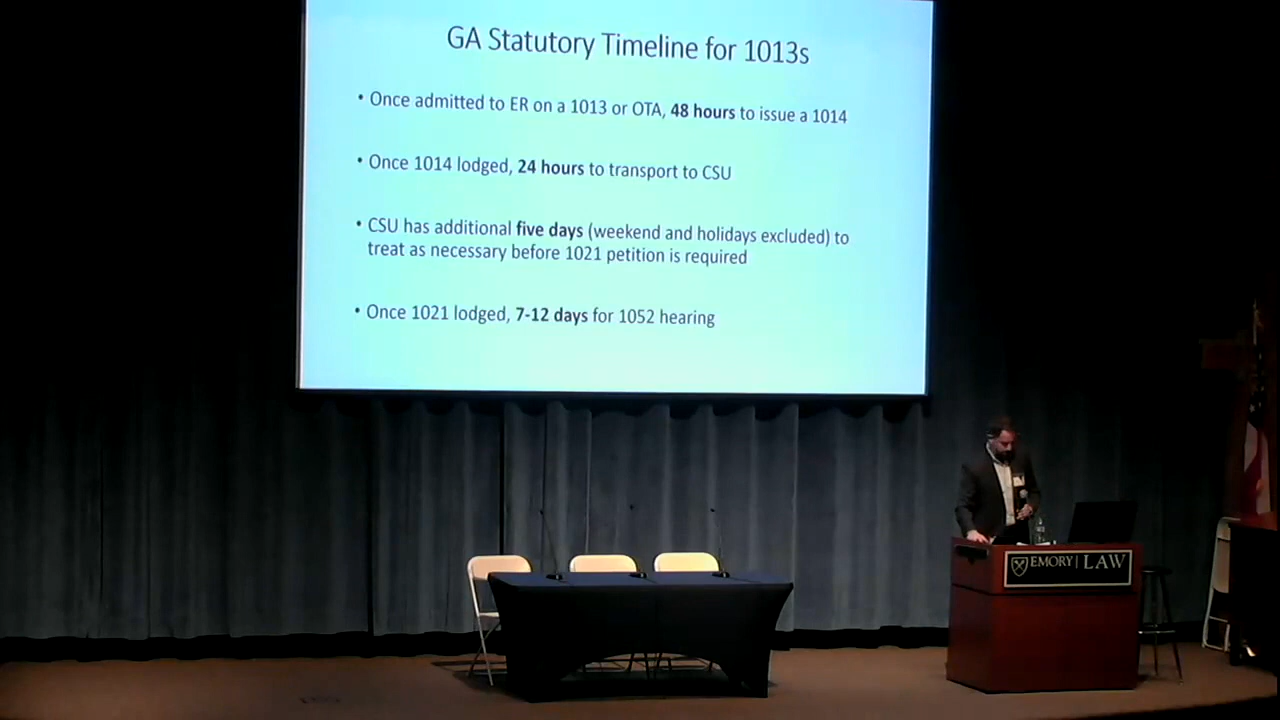 GA Statutory Timeline for 1013s
• Once admitted to ER on a 1013 or OTA, 48 hours to issue a 1014
• Once 1014 lodged, 24 hours to transport to CSU
• CSU has additional five days (weekend and holidays excluded) to
treat as necessary before 1021 petition is required
• Once 1021 lodged, 7-12 days for 1052 hearing
EMORY | LAW